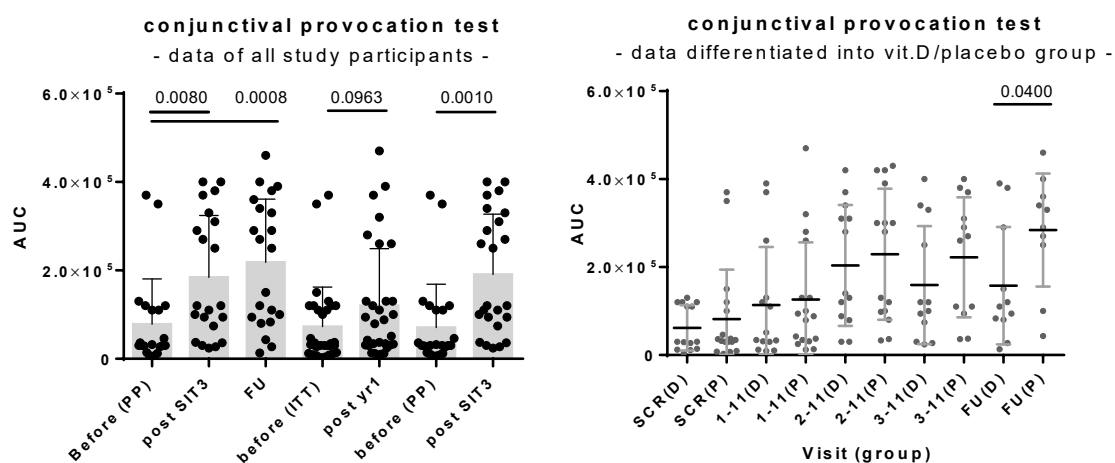 conjunctival provocation test
- data of all study participants -
6.0×10⁵
4.0×10⁵
2.0×10⁵
0
AUC
0.0080
0.0008
0.0963
0.0010
Before (PP)
post SIT3
FU
before (ITT)
post yr1
before (PP)
post SIT3
conjunctival provocation test
- data differentiated into vit.D/placebo group -
6.0×10⁵
4.0×10⁵
2.0×10⁵
0
AUC
0.0400
SCR(D)
SCR(P)
1-11(D)
1-11(P)
2-11(D)
2-11(P)
3-11(D)
3-11(P)
FU(D)
FU(P)
Visit (group)